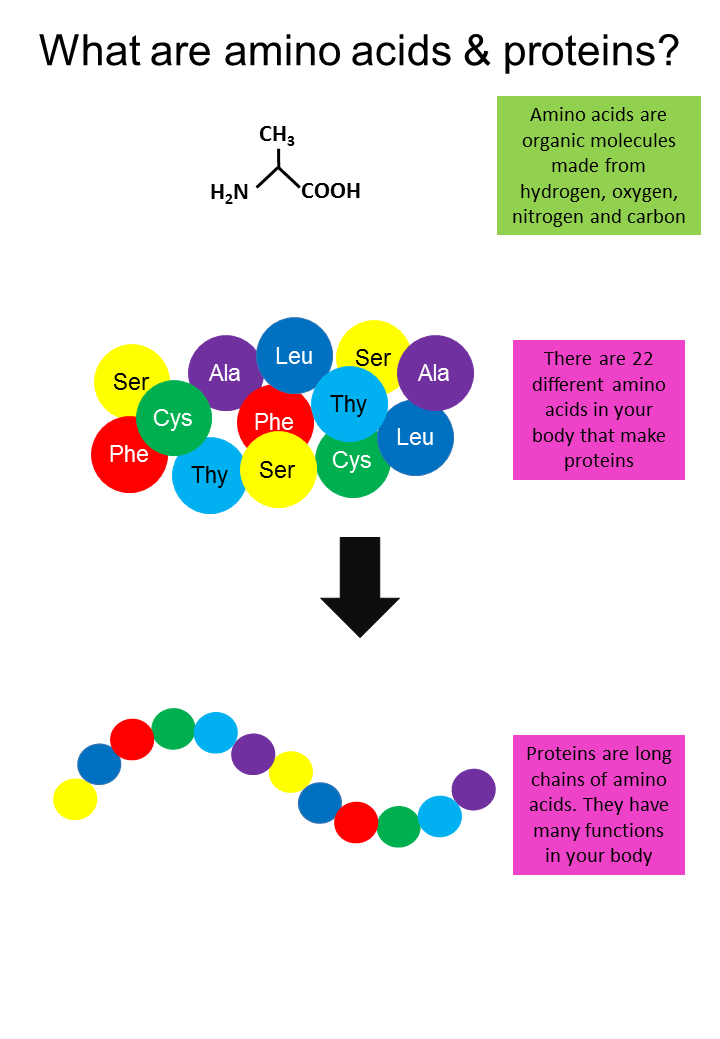 What are amino acids & proteins?
CH₃
H₂N COOH
Amino acids are
organic molecules
made from
hydrogen, oxygen,
nitrogen and carbon
Ser
Ala
Leu
Ser
Ala
Cys
Phe
Thy
Leu
Phe
Thy
Ser
Cys
There are 22
different amino
acids in your
body that make
proteins
Proteins are long
chains of amino
acids. They have
many functions
in your body